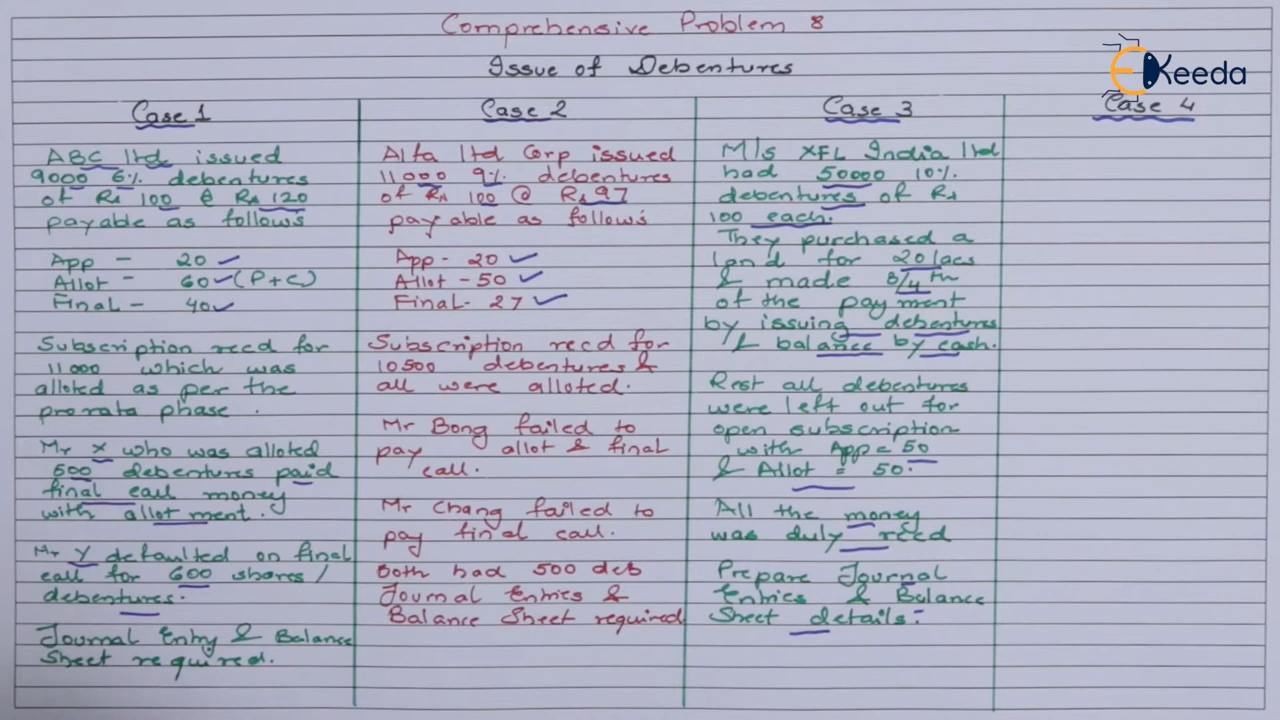 Comprehensive Problem 8
Issue of Debentures
EKeeda
Case 1
ABC ltd issued
9000 6% debentures
of Rs 100 @ Rs 120
payable as follows
App - 20
Allot - 60 (P+C)
Final - 40
Subscription recd for
11000 which was
alloted as per the
prorata phase.
Mr X who was alloted
500 debentures paid
final call money
with allotment.
Mr Y defaulted on final
call for 600 shares/
debentures.
Journal Entry & Balance
Sheet required.
Case 2
Alfa ltd Corp issued
11000 9% debentures
of Rs 100 @ Rs 97
payable as follows
App - 20
Allot - 50
Final - 27
Subscription recd for
10500 debentures &
all were alloted.
Mr Bong failed to
pay allot & final
call.
Mr Chang failed to
pay final call.
Both had 500 deb
Journal Entries &
Balance Sheet required
Case 3
M/s XFL India ltd
had 50000 10%
debentures of Rs
100 each.
They purchased a
land for 20 lacs
& made 3/4th
of the payment
by issuing debentures
& balance by cash.
Rest all debentures
were left out for
open subscription
with App = 50
& Allot = 50.
All the money
was duly recd
Prepare Journal
Entries & Balance
Sheet details:
Case 4